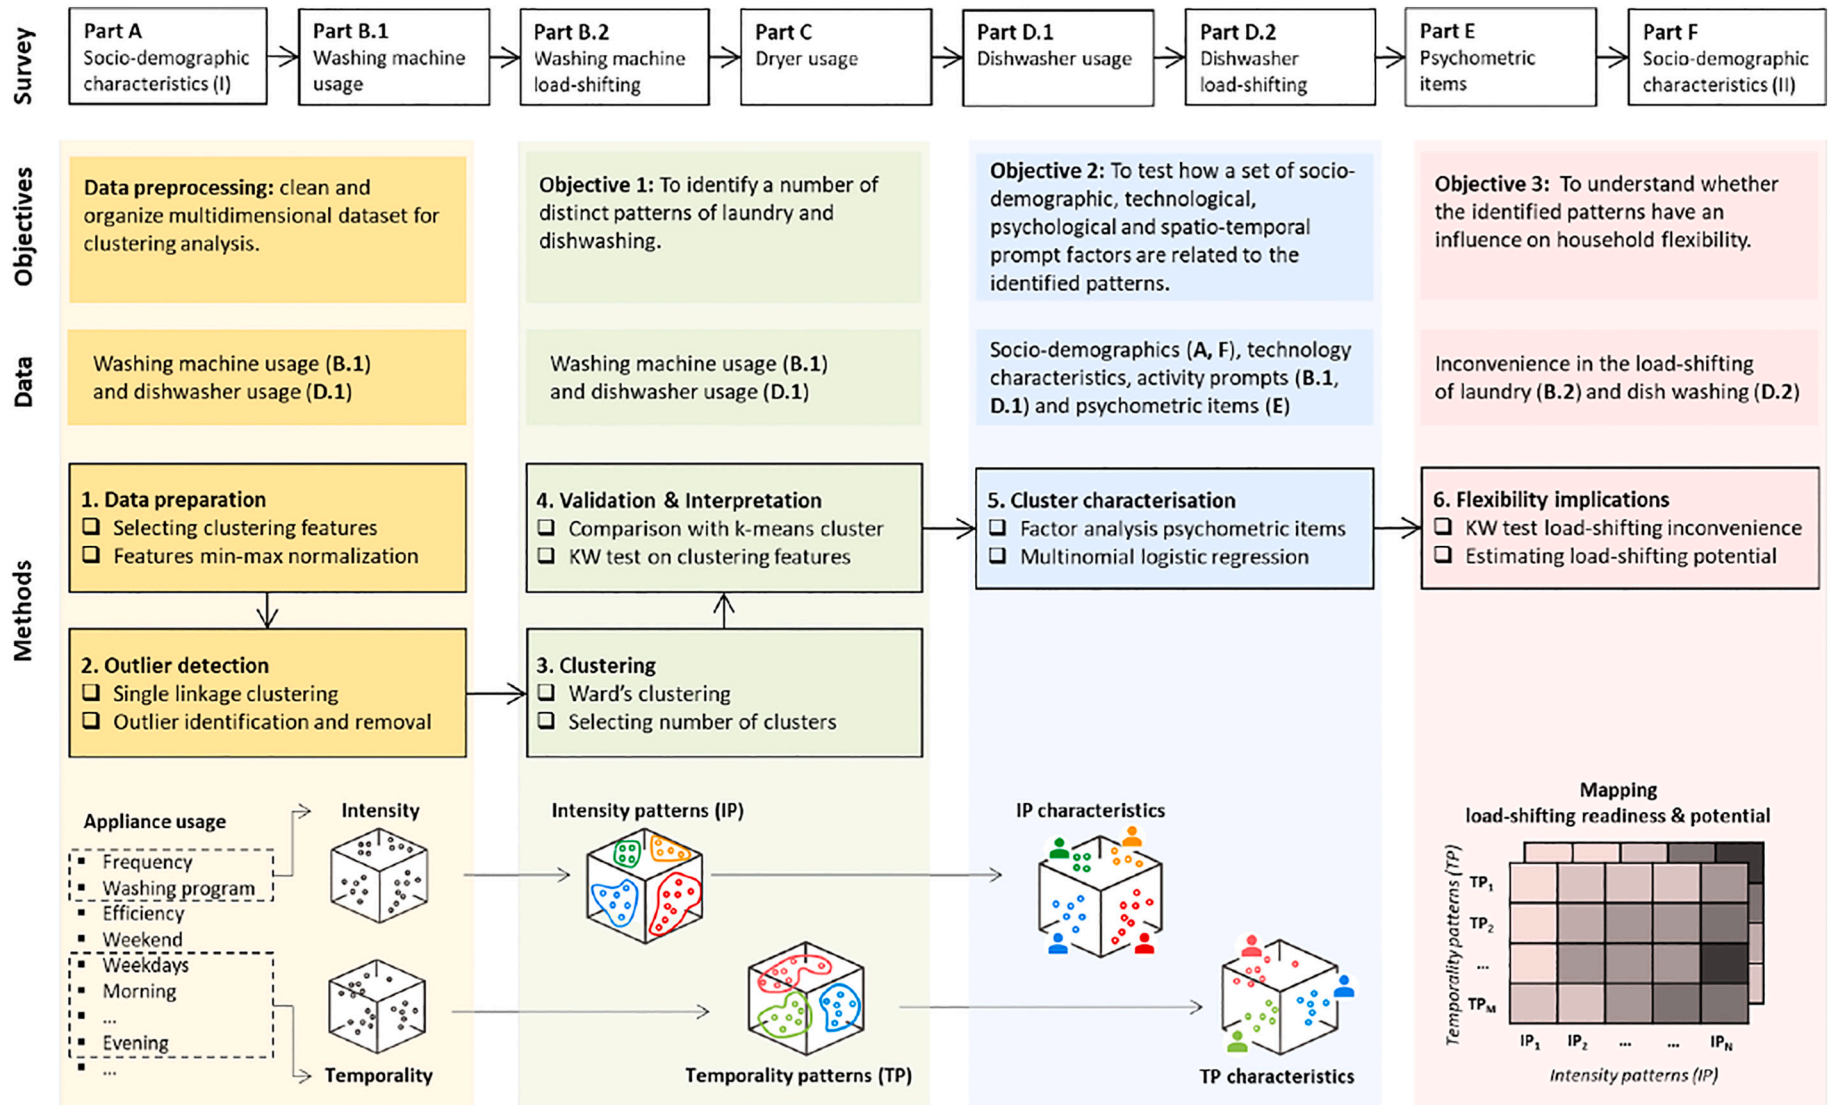 Survey
Part A
Socio-demographic
characteristics (I)
Part B.1
Washing machine
usage
Part B.2
Washing machine
load-shifting
Part C
Dryer usage
Part D.1
Dishwasher usage
Part D.2
Dishwasher
load-shifting
Part E
Psychometric
items
Part F
Socio-demographic
characteristics (II)
Objectives
Data preprocessing: clean and
organize multidimensional dataset for
clustering analysis.
Objective 1: To identify a number of
distinct patterns of laundry and
dishwashing.
Objective 2: To test how a set of socio-
demographic, technological,
psychological and spatio-temporal
prompt factors are related to the
identified patterns.
Objective 3: To understand whether
the identified patterns have an
influence on household flexibility.
Data
Washing machine usage (B.1)
and dishwasher usage (D.1)
Washing machine usage (B.1)
and dishwasher usage (D.1)
Socio-demographics (A, F), technology
characteristics, activity prompts (B.1,
D.1) and psychometric items (E)
Inconvenience in the load-shifting
of laundry (B.2) and dish washing (D.2)
Methods
1. Data preparation
❑ Selecting clustering features
❑ Features min-max normalization
2. Outlier detection
❑ Single linkage clustering
❑ Outlier identification and removal
4. Validation & Interpretation
❑ Comparison with k-means cluster
❑ KW test on clustering features
3. Clustering
❑ Ward's clustering
❑ Selecting number of clusters
5. Cluster characterisation
❑ Factor analysis psychometric items
❑ Multinomial logistic regression
6. Flexibility implications
❑ KW test load-shifting inconvenience
❑ Estimating load-shifting potential
Appliance usage
▪ Frequency
▪ Washing program
▪ Efficiency
▪ Weekend
▪ Weekdays
▪ Morning
▪ ...
▪ Evening
▪ ...
Intensity
Temporality
Intensity patterns (IP)
Temporality patterns (TP)
IP characteristics
TP characteristics
Mapping
load-shifting readiness & potential
Temporality patterns (TP)
TP1
TP2
...
TPM
IP1 IP2 ... ... IPN
Intensity patterns (IP)